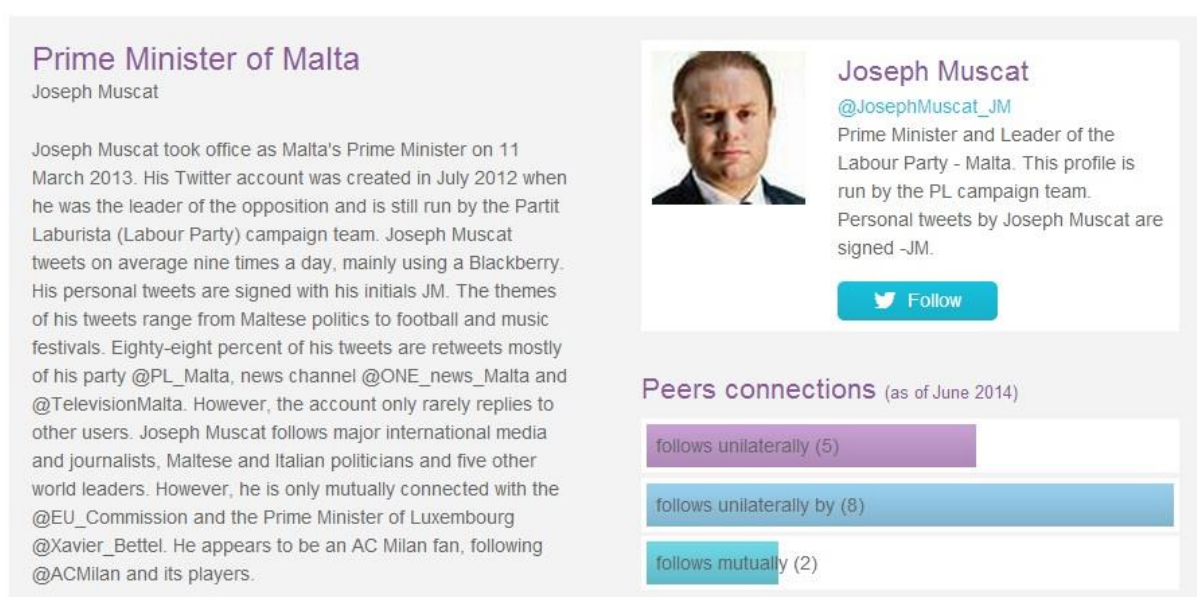 Prime Minister of Malta
Joseph Muscat
Joseph Muscat took office as Malta's Prime Minister on 11
March 2013. His Twitter account was created in July 2012 when
he was the leader of the opposition and is still run by the Partit
Laburista (Labour Party) campaign team. Joseph Muscat
tweets on average nine times a day, mainly using a Blackberry.
His personal tweets are signed with his initials JM. The themes
of his tweets range from Maltese politics to football and music
festivals. Eighty-eight percent of his tweets are retweets mostly
of his party @PL_Malta, news channel @ONE_news_Malta and
@TelevisionMalta. However, the account only rarely replies to
other users. Joseph Muscat follows major international media
and journalists, Maltese and Italian politicians and five other
world leaders. However, he is only mutually connected with the
@EU_Commission and the Prime Minister of Luxembourg
@Xavier_Bettel. He appears to be an AC Milan fan, following
@ACMilan and its players.
Joseph Muscat
@JosephMuscat_JM
Prime Minister and Leader of the
Labour Party - Malta. This profile is
run by the PL campaign team.
Personal tweets by Joseph Muscat are
signed -JM.
Follow
Peers connections (as of June 2014)
follows unilaterally (5)
follows unilaterally by (8)
follows mutually (2)